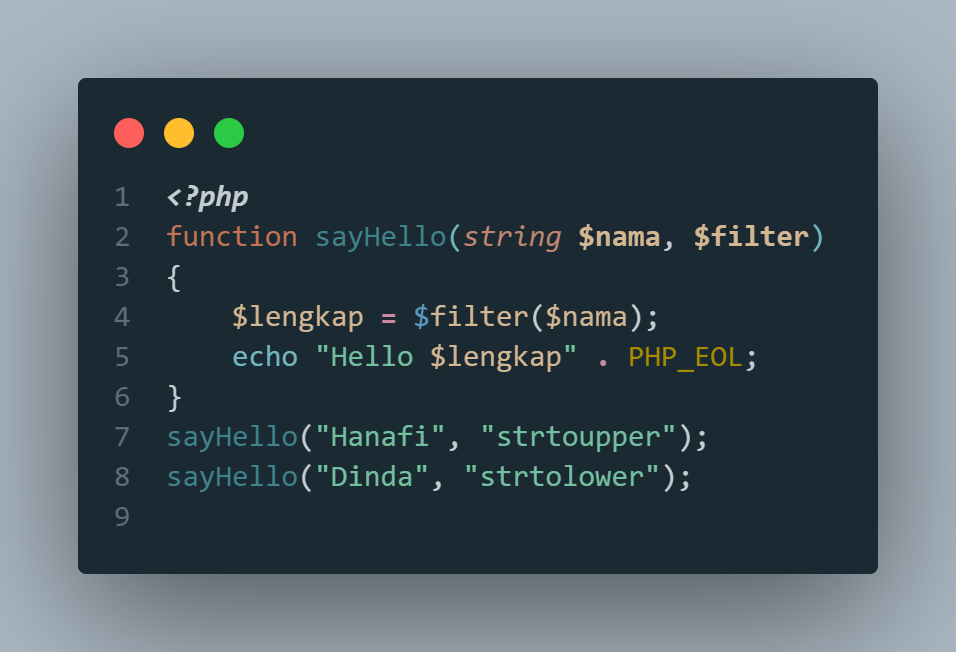 1 <?php
2 function sayHello(string $nama, $filter)
3 {
4     $lengkap = $filter($nama);
5     echo "Hello $lengkap" . PHP_EOL;
6 }
7 sayHello("Hanafi", "strtoupper");
8 sayHello("Dinda", "strtolower");
9